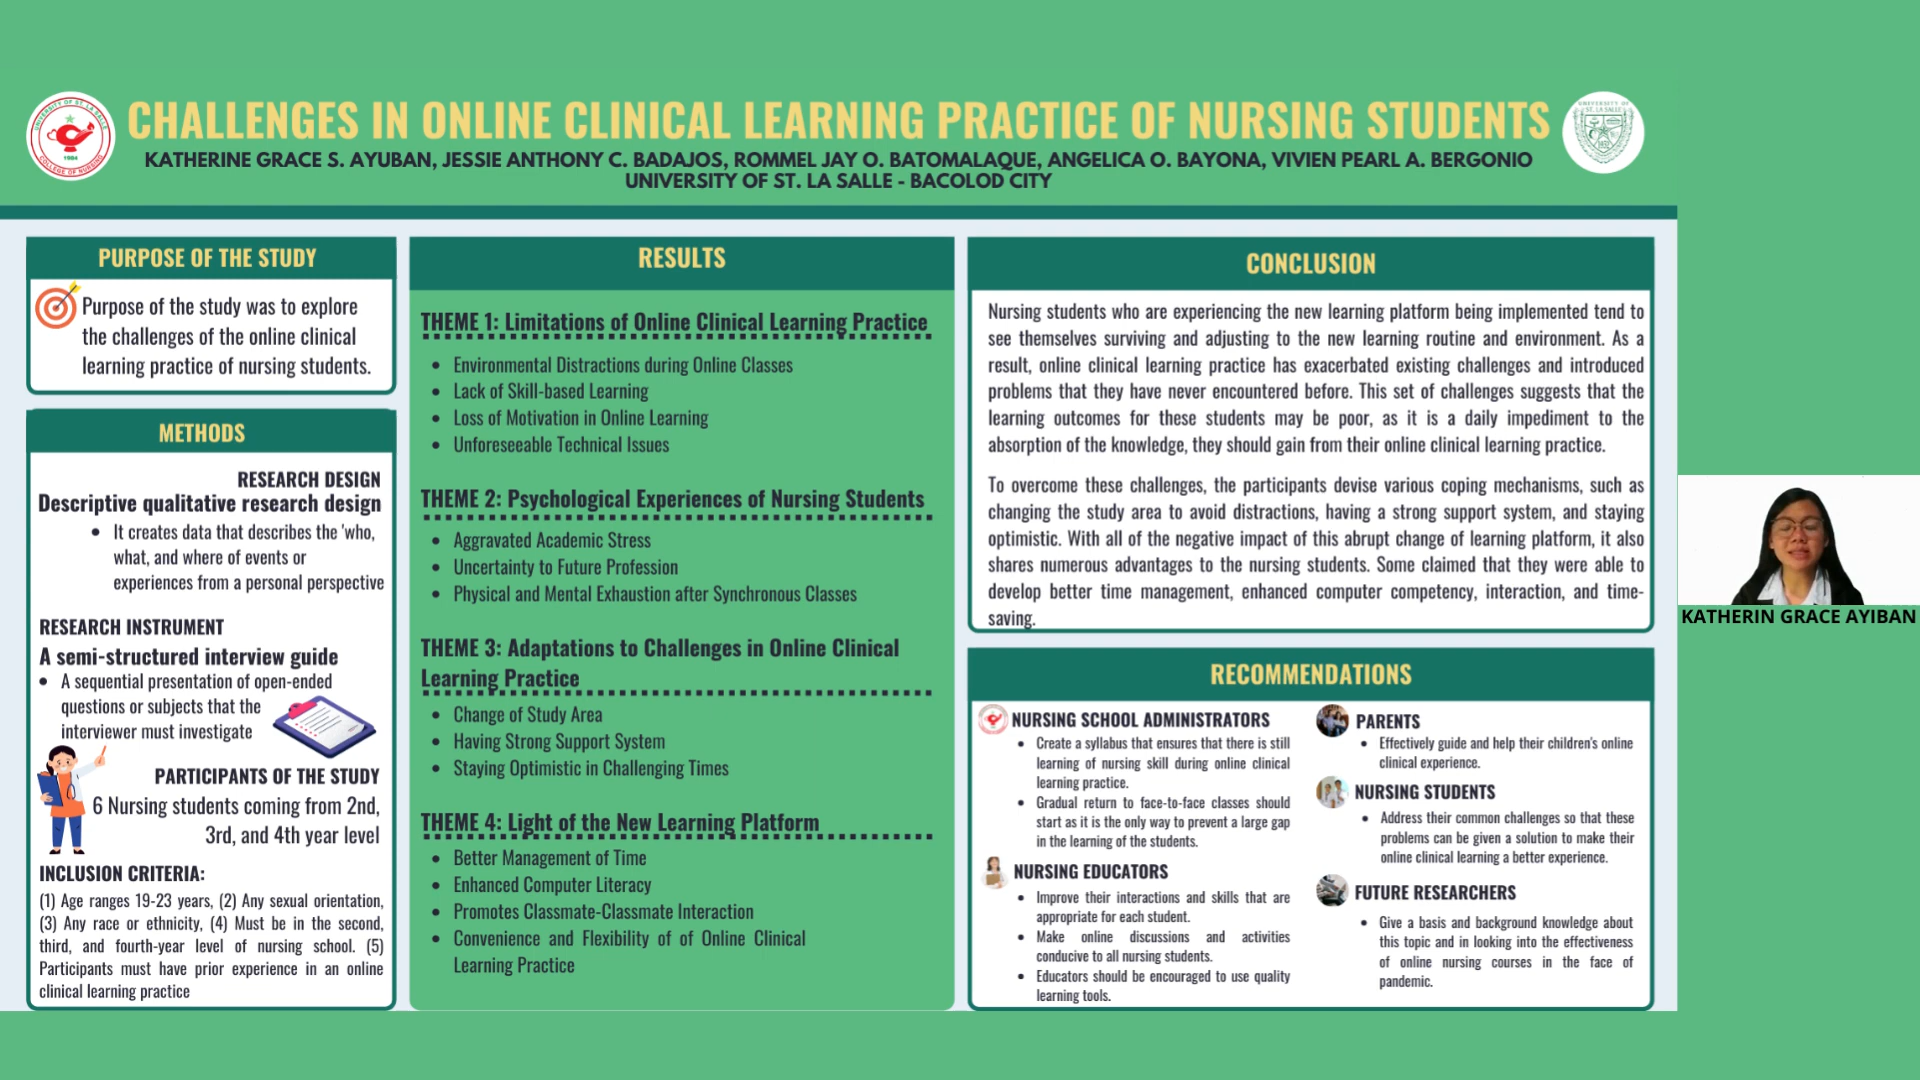 CHALLENGES IN ONLINE CLINICAL LEARNING PRACTICE OF NURSING STUDENTS
KATHERINE GRACE S. AYUBAN, JESSIE ANTHONY C. BADAJOS, ROMMEL JAY O. BATOMALAQUE, ANGELICA O. BAYONA, VIVIEN PEARL A. BERGONIO
UNIVERSITY OF ST. LA SALLE - BACOLOD CITY
UNIVERSITY OF ST. LA SALLE
1984
COLLEGE OF NURSING
UNIVERSITY OF
ST. LA SALLE
PURPOSE OF THE STUDY
Purpose of the study was to explore
the challenges of the online clinical
learning practice of nursing students.
METHODS
RESEARCH DESIGN
Descriptive qualitative research design
• It creates data that describes the 'who,
what, and where of events or
experiences from a personal perspective
RESEARCH INSTRUMENT
A semi-structured interview guide
• A sequential presentation of open-ended
questions or subjects that the
interviewer must investigate
PARTICIPANTS OF THE STUDY
6 Nursing students coming from 2nd,
3rd, and 4th year level
INCLUSION CRITERIA:
(1) Age ranges 19-23 years, (2) Any sexual orientation,
(3) Any race or ethnicity, (4) Must be in the second,
third, and fourth-year level of nursing school. (5)
Participants must have prior experience in an online
clinical learning practice
RESULTS
THEME 1: Limitations of Online Clinical Learning Practice
• Environmental Distractions during Online Classes
• Lack of Skill-based Learning
• Loss of Motivation in Online Learning
• Unforeseeable Technical Issues
THEME 2: Psychological Experiences of Nursing Students
• Aggravated Academic Stress
• Uncertainty to Future Profession
• Physical and Mental Exhaustion after Synchronous Classes
THEME 3: Adaptations to Challenges in Online Clinical
Learning Practice
• Change of Study Area
• Having Strong Support System
• Staying Optimistic in Challenging Times
THEME 4: Light of the New Learning Platform
• Better Management of Time
• Enhanced Computer Literacy
• Promotes Classmate-Classmate Interaction
• Convenience and Flexibility of of Online Clinical
Learning Practice
CONCLUSION
Nursing students who are experiencing the new learning platform being implemented tend to
see themselves surviving and adjusting to the new learning routine and environment. As a
result, online clinical learning practice has exacerbated existing challenges and introduced
problems that they have never encountered before. This set of challenges suggests that the
learning outcomes for these students may be poor, as it is a daily impediment to the
absorption of the knowledge, they should gain from their online clinical learning practice.
To overcome these challenges, the participants devise various coping mechanisms, such as
changing the study area to avoid distractions, having a strong support system, and staying
optimistic. With all of the negative impact of this abrupt change of learning platform, it also
shares numerous advantages to the nursing students. Some claimed that they were able to
develop better time management, enhanced computer competency, interaction, and time-
saving.
RECOMMENDATIONS
NURSING SCHOOL ADMINISTRATORS
• Create a syllabus that ensures that there is still
learning of nursing skill during online clinical
learning practice.
• Gradual return to face-to-face classes should
start as it is the only way to prevent a large gap
in the learning of the students.
NURSING EDUCATORS
• Improve their interactions and skills that are
appropriate for each student.
• Make online discussions and activities
conducive to all nursing students.
• Educators should be encouraged to use quality
learning tools.
PARENTS
• Effectively guide and help their children's online
clinical experience.
NURSING STUDENTS
• Address their common challenges so that these
problems can be given a solution to make their
online clinical learning a better experience.
FUTURE RESEARCHERS
• Give a basis and background knowledge about
this topic and in looking into the effectiveness
of online nursing courses in the face of
pandemic.
KATHERIN GRACE AYIBAN